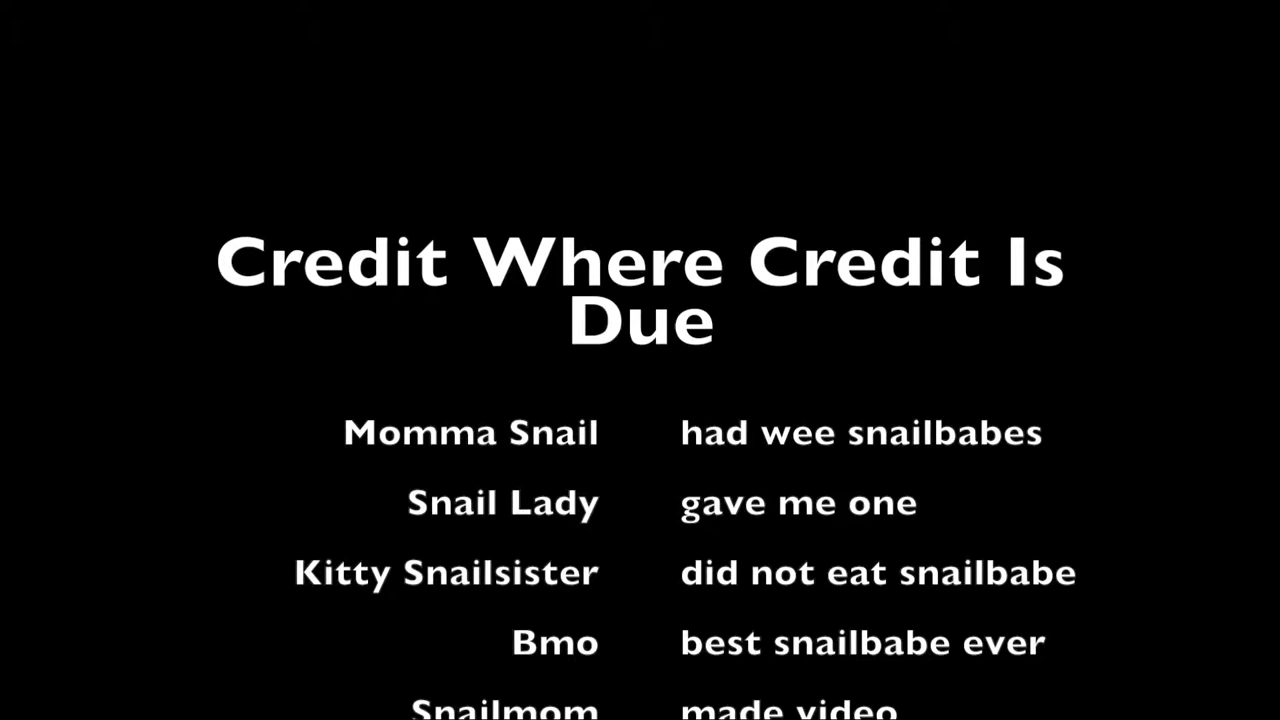 Credit Where Credit Is
Due
Momma Snail had wee snailbabes
Snail Lady gave me one
Kitty Snailsister did not eat snailbabe
Bmo best snailbabe ever
Snailmom made video